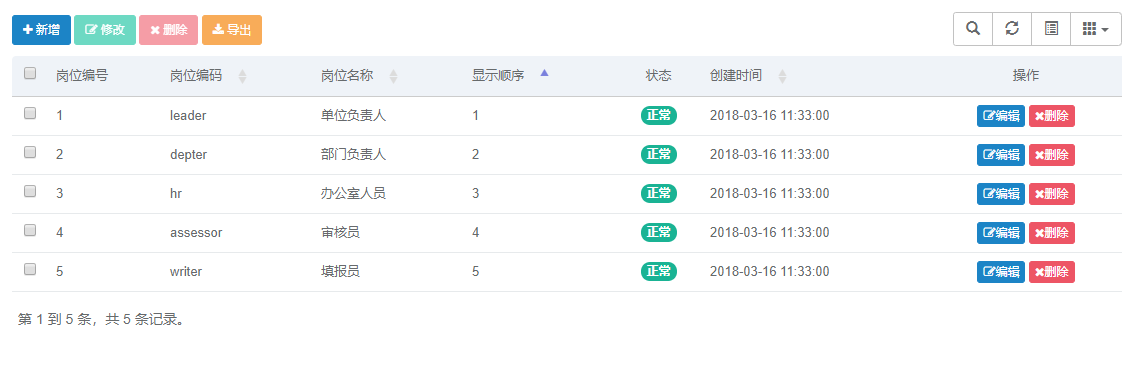 新增 修改 删除 导出
岗位编号 岗位编码 岗位名称 显示顺序 状态 创建时间 操作
1 leader 单位负责人 1 正常 2018-03-16 11:33:00 编辑 删除
2 depter 部门负责人 2 正常 2018-03-16 11:33:00 编辑 删除
3 hr 办公室人员 3 正常 2018-03-16 11:33:00 编辑 删除
4 assessor 审核员 4 正常 2018-03-16 11:33:00 编辑 删除
5 writer 填报员 5 正常 2018-03-16 11:33:00 编辑 删除
第 1 到 5 条，共 5 条记录。